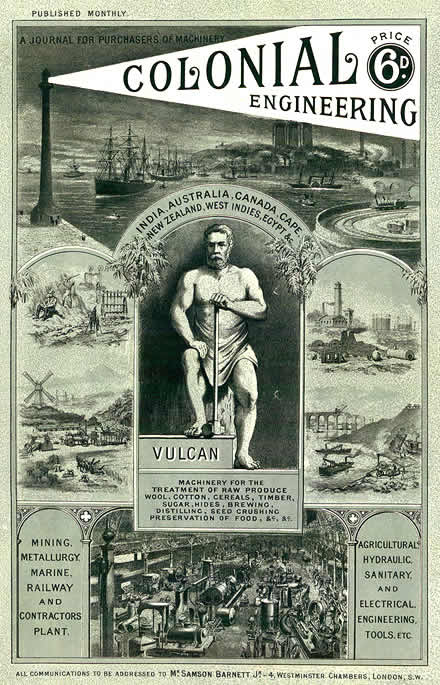 PUBLISHED MONTHLY.
A JOURNAL FOR PURCHASERS OF MACHINERY.
COLONIAL
ENGINEERING
PRICE
6D.
INDIA, AUSTRALIA, CANADA, CAPE,
NEW ZEALAND, WEST INDIES, EGYPT &c.
VULCAN
MACHINERY FOR THE
TREATMENT OF RAW PRODUCE
WOOL, COTTON, CEREALS, TIMBER,
SUGAR, HIDES, BREWING,
DISTILLING, SEED CRUSHING
PRESERVATION OF FOOD, &c, &c.
MINING,
METALLURGY,
MARINE,
RAILWAY
AND
CONTRACTORS
PLANT.
AGRICULTURAL
HYDRAULIC,
SANITARY,
AND
ELECTRICAL,
ENGINEERING,
TOOLS, ETC.
ALL COMMUNICATIONS TO BE ADDRESSED TO MR. SAMSON BARNETT JR. - 4, WESTMINSTER CHAMBERS, LONDON, S.W.